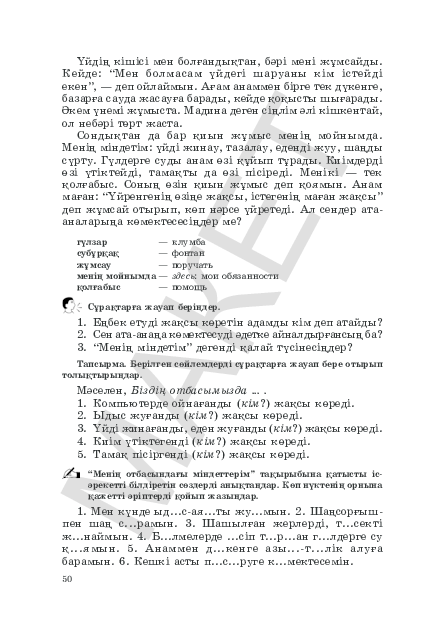 Үйдің кішісі мен болғандықтан, бәрі мені жұмсайды.
Кейде: “Мен болмасам үйдегі шаруаны кім істейді
екен”, — деп ойлаймын. Ағам анаммен бірге тек дүкенге,
базарға сауда жасауға барады, кейде қоқысты шығарады.
Әкем үнемі жұмыста. Мадина деген сіңлім әлі кішкентай,
ол небәрі төрт жаста.
Сондықтан да бар қиын жұмыс менің мойнымда.
Менің міндетім: үйді жинау, тазалау, еденді жуу, шаңды
сүрту. Гүлдерге суды анам өзі құйып тұрады. Киімдерді
өзі үтіктейді, тамақты да өзі пісіреді. Менікі — тек
қолғабыс. Соның өзін қиын жұмыс деп қоямын. Анам
маған: “Үйренгенің өзіңе жақсы, істегенің маған жақсы”
деп жұмсай отырып, көп нәрсе үйретеді. Ал сендер ата-
аналарыңа көмектесесіңдер ме?
гүлзар — клумба
субұрқақ — фонтан
жұмсау — поручать
менің мойнымда — здесь: мои обязанности
қолғабыс — помощь
Сұрақтарға жауап беріңдер.
1. Еңбек етуді жақсы көретін адамды кім деп атайды?
2. Сен ата-анаңа көмектесуді әдетке айналдырғансың ба?
3. “Менің міндетім” дегенді қалай түсінесіңдер?
Тапсырма. Берілген сөйлемдерді сұрақтарға жауап бере отырып
толықтырыңдар.
Мәселен, Біздің отбасымызда ... .
1. Компьютерде ойнағанды (кім?) жақсы көреді.
2. Ыдыс жуғанды (кім?) жақсы көреді.
3. Үйді жинағанды, еден жуғанды (кім?) жақсы көреді.
4. Киім үтіктегенді (кім?) жақсы көреді.
5. Тамақ пісіргенді (кім?) жақсы көреді.
“Менің отбасындағы міндеттерім” тақырыбына қатысты іс-
әрекетті білдіретін сөздерді анықтаңдар. Көп нүктенің орнына
қажетті әріптерді қойып жазыңдар.
1. Мен күнде ыд...с-ая...ты жу...мын. 2. Шаңсорғыш-
пен шаң с...рамын. 3. Шашылған жерлерді, т...секті
ж...наймын. 4. Б...лмелерде ...сіп т...р...ан г...лдерге су
қ...ямын. 5. Анаммен д...кенге азы...-т...лік алуға
барамын. 6. Кешкі асты п...с...руге к...мектесемін.
50
МАКЕТ